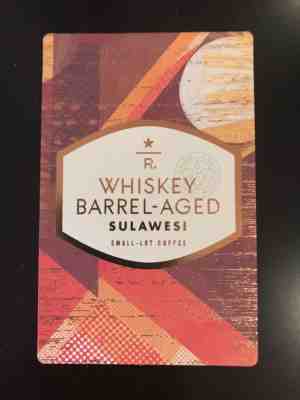 R
WHISKEY
BARREL-AGED
SULAWESI
SMALL-LOT COFFEE